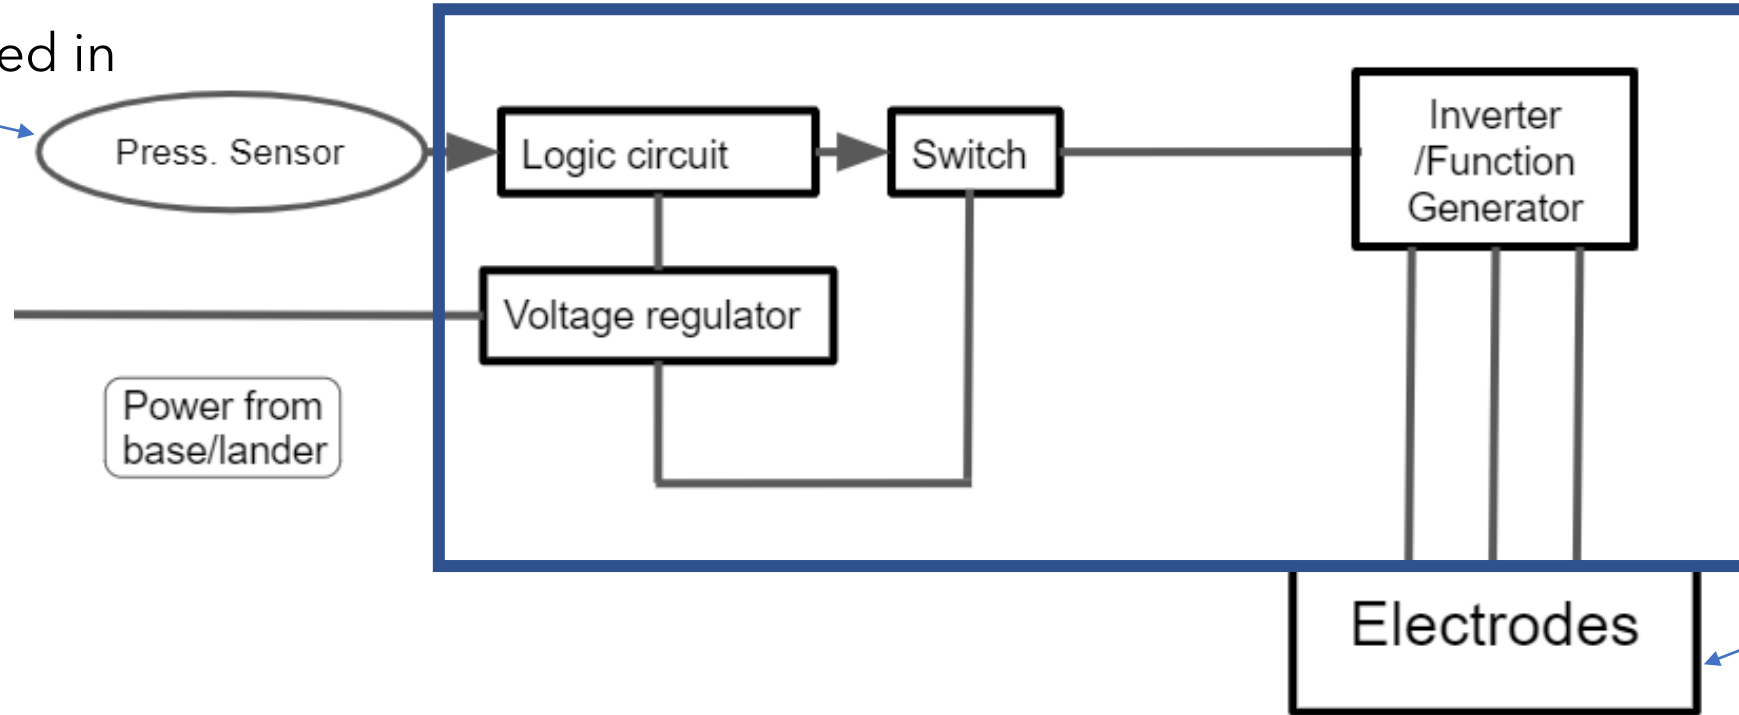 ed in
Press. Sensor
Logic circuit
Switch
Inverter
/Function
Generator
Voltage regulator
Power from
base/lander
Electrodes